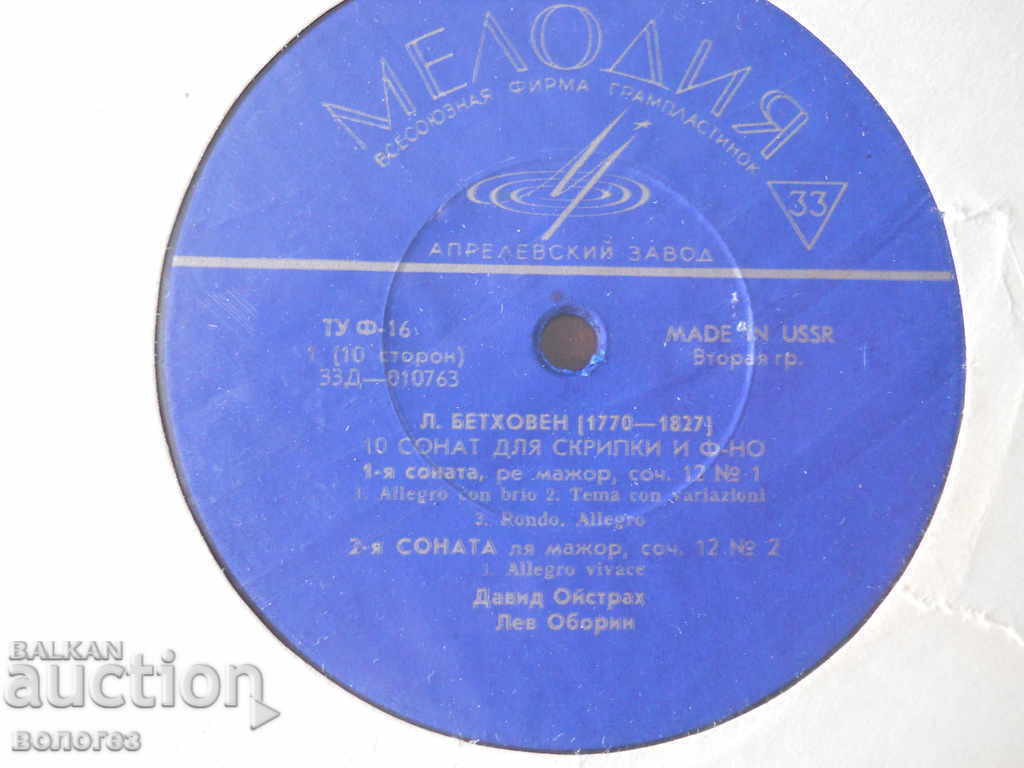 МЕЛОДИЯ
ВСЕСОЮЗНАЯ ФИРМА ГРАМПЛАСТИНОК
33
АПРЕЛЕВСКИЙ ЗАВОД
ТУ Ф-16
MADE IN USSR
1 (10 сторон)
Вторая гр.
33Д—010763
Л. БЕТХОВЕН (1770—1827)
10 СОНАТ ДЛЯ СКРИПКИ И Ф-НО
1-я соната, ре мажор, соч. 12 № 1
1. Allegro con brio 2. Tema con variazioni
3. Rondo. Allegro
2-я СОНАТА ля мажор, соч. 12 № 2
1. Allegro vivace
Давид Ойстрах
Лев Оборин
BALKAN
auction
вологез